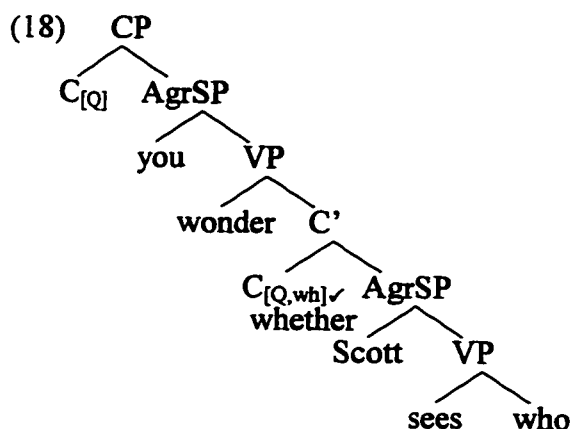 (18) CP
C[Q] AgrSP
you VP
wonder C'
C[Q,wh]✓ AgrSP
whether
Scott VP
sees who